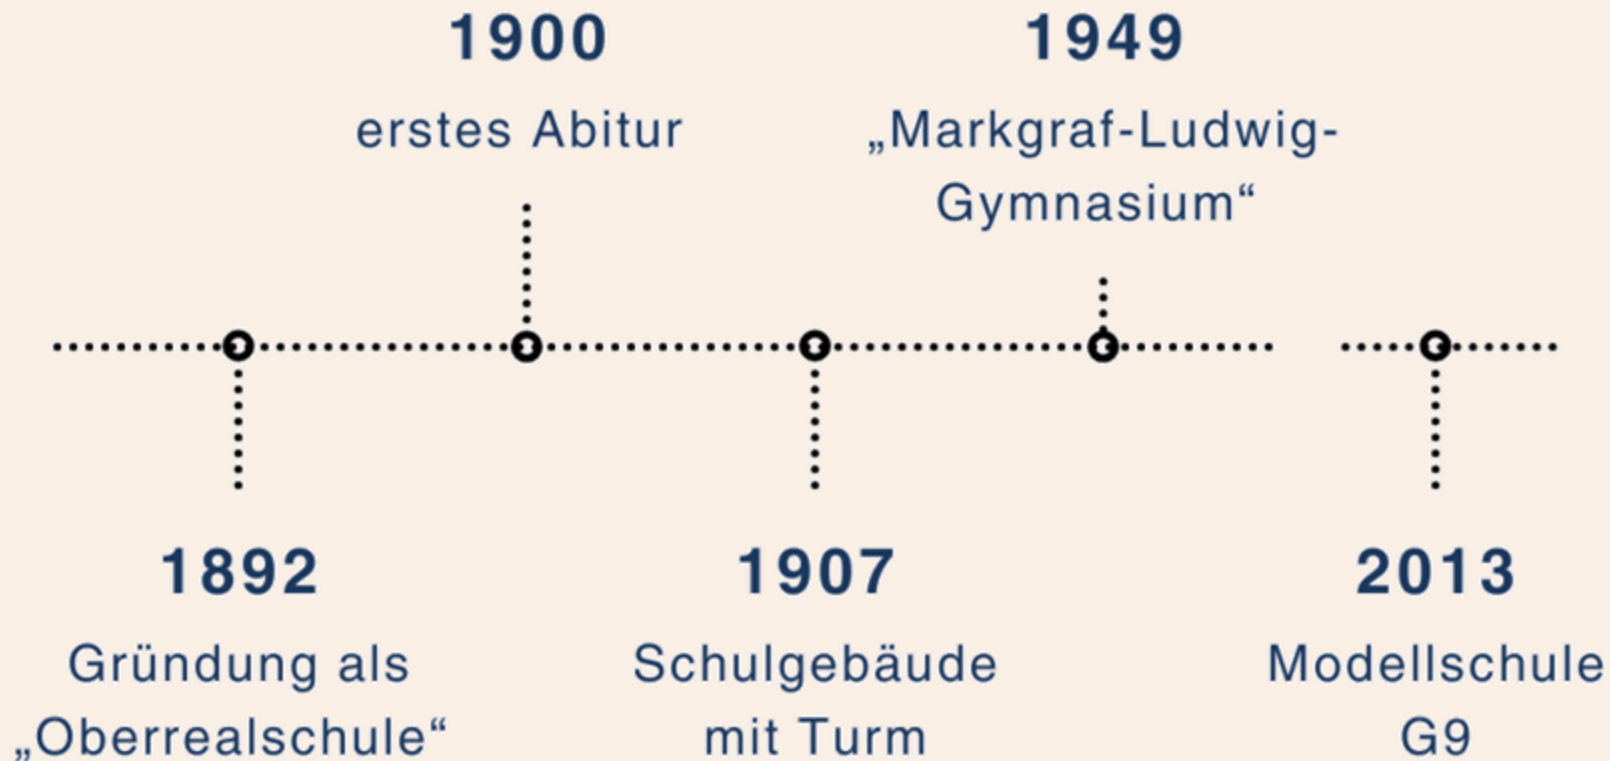 1900
erstes Abitur
1949
„Markgraf-Ludwig-
Gymnasium“
1892
Gründung als
„Oberrealschule“
1907
Schulgebäude
mit Turm
2013
Modellschule
G9